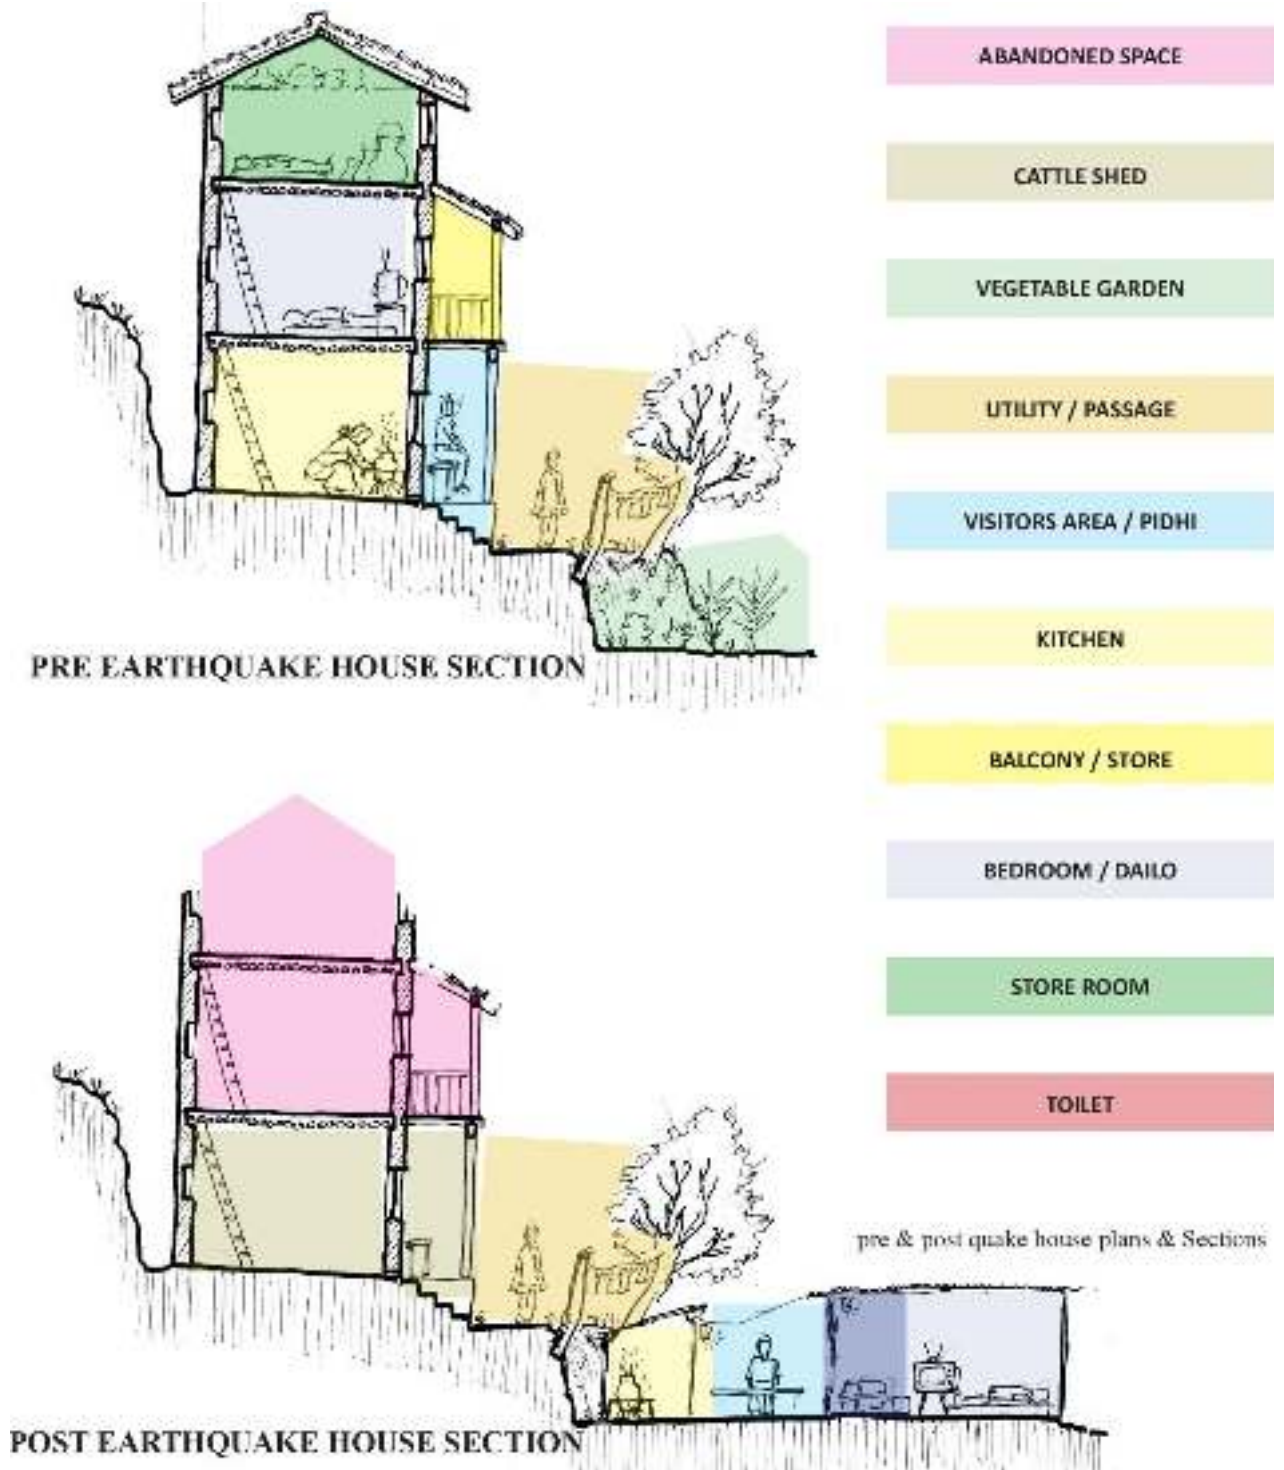 ABANDONED SPACE
CATTLE SHED
VEGETABLE GARDEN
UTILITY / PASSAGE
VISITORS AREA / PIDHI
KITCHEN
PRE EARTHQUAKE HOUSE SECTION
BALCONY / STORE
BEDROOM / DAILO
STORE ROOM
TOILET
pre & post quake house plans & Sections
POST EARTHQUAKE HOUSE SECTION